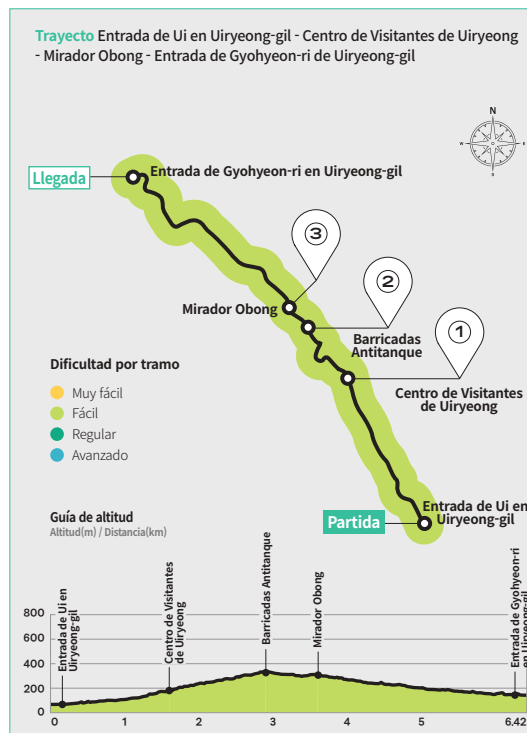 Trayecto Entrada de Ui en Uiryeong-gil - Centro de Visitantes de Uiryeong
- Mirador Obong - Entrada de Gyohyeon-ri de Uiryeong-gil
N
W
E
S
Llegada
Entrada de Gyohyeon-ri en Uiryeong-gil
3
2
1
Mirador Obong
Barricadas
Antitanque
Centro de Visitantes
de Uiryeong
Dificultad por tramo
Muy fácil
Fácil
Regular
Avanzado
Entrada de Ui en
Uiryeong-gil
Partida
Guía de altitud
Altitud(m) / Distancia(km)
800
600
400
200
0
Entrada de Ui en
Uiryeong-gil
Centro de Visitantes
de Uiryeong
Barricadas Antitanque
Mirador Obong
Entrada de Gyohyeon-ri
en Uiryeong-gil
0 1 2 3 4 5 6.42